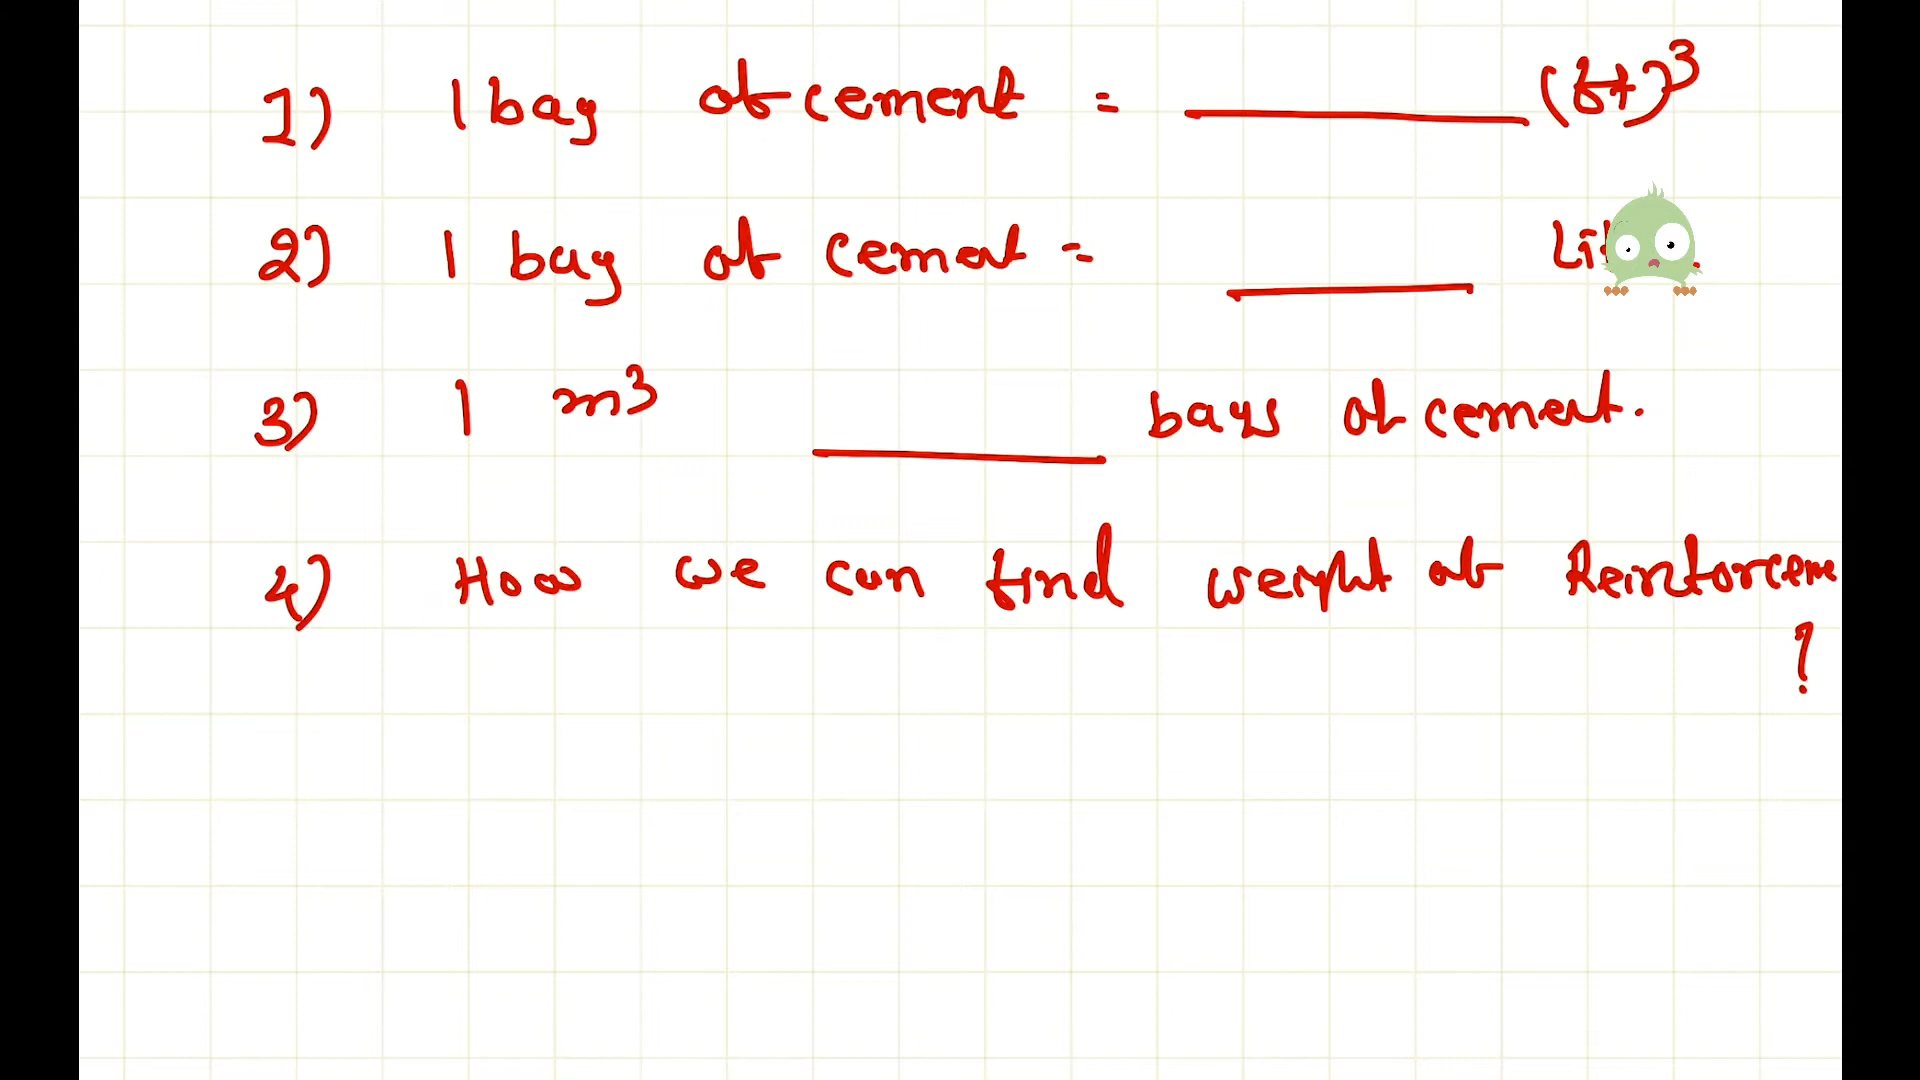 1) 1 bag of cement = ________ (ft)³
2) 1 bag of cement = ________
3) 1 m³ ________ bags of cement.
4) How we can find weight of Reinforceme
?